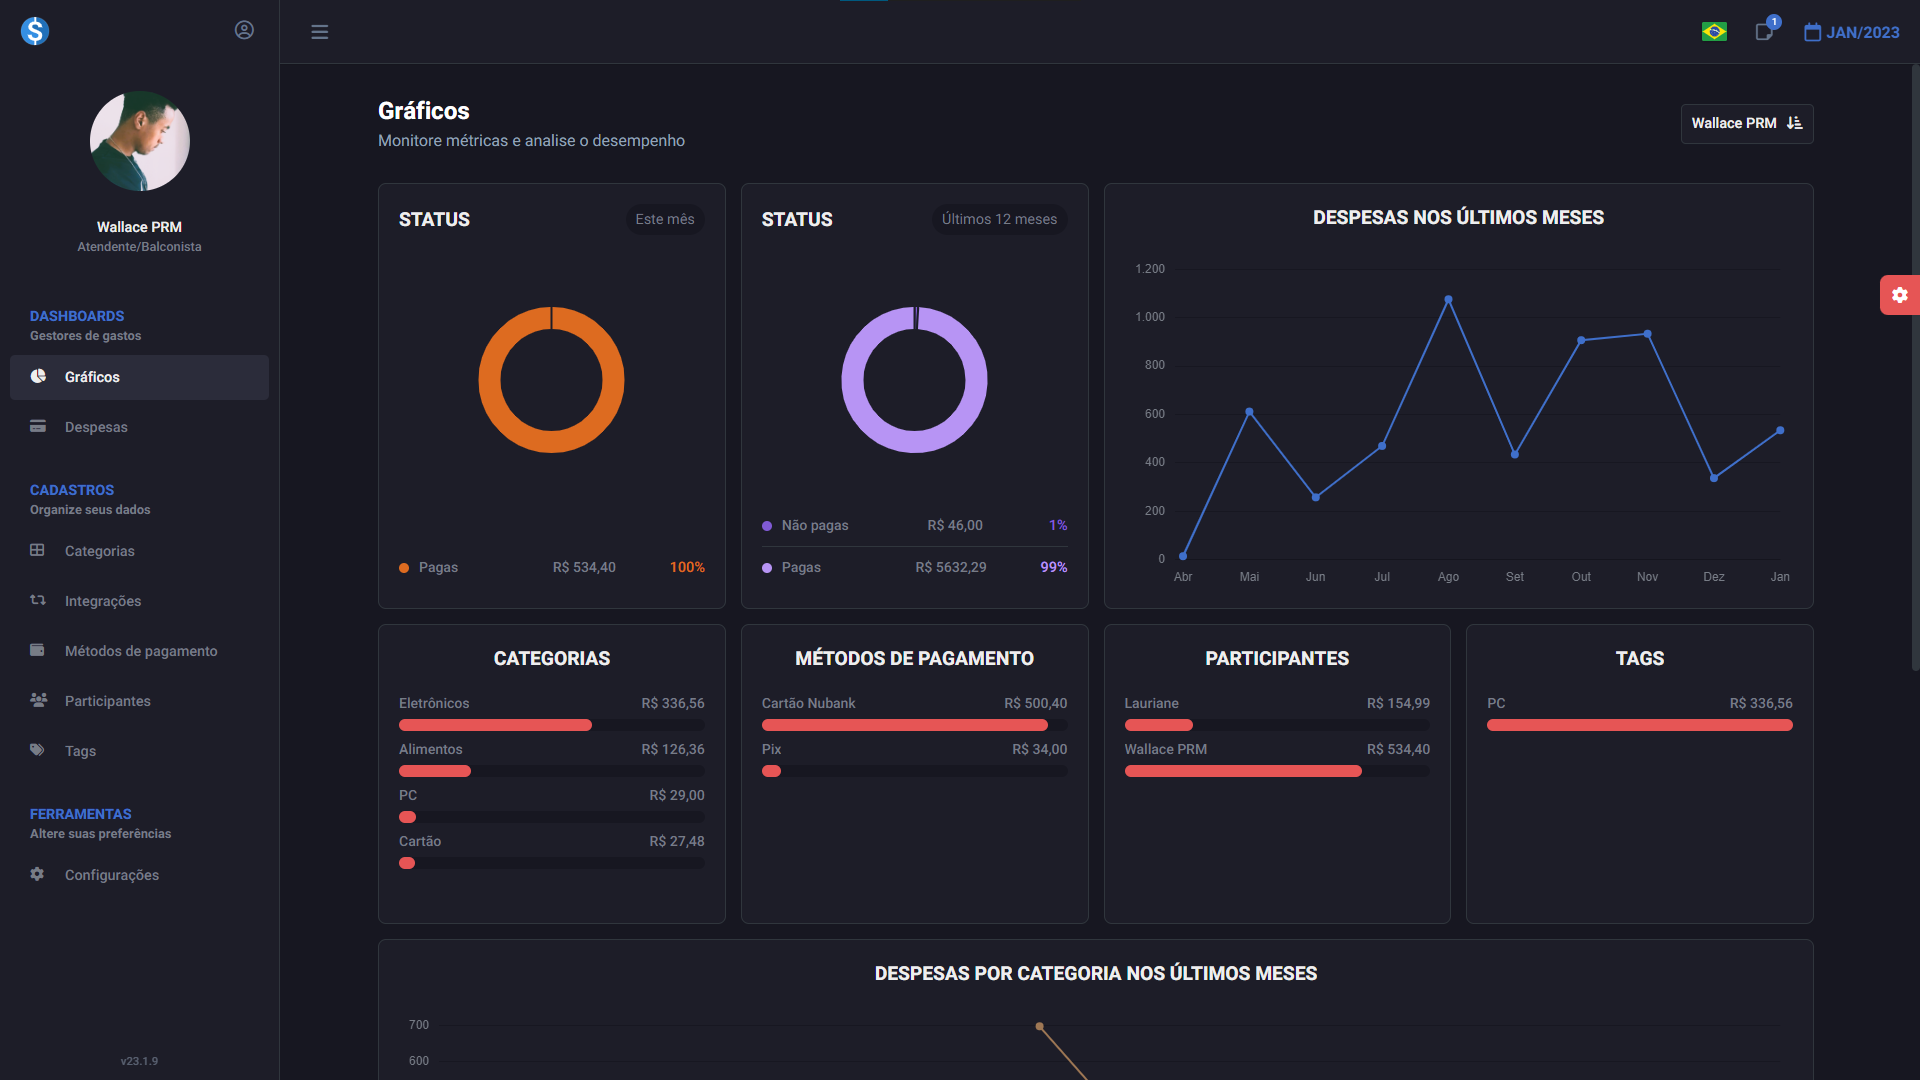 1
JAN/2023
Wallace PRM
Atendente/Balconista
DASHBOARDS
Gestores de gastos
Gráficos
Despesas
CADASTROS
Organize seus dados
Categorias
Integrações
Métodos de pagamento
Participantes
Tags
FERRAMENTAS
Altere suas preferências
Configurações
v23.1.9
Gráficos
Monitore métricas e analise o desempenho
Wallace PRM
STATUS
Este mês
Pagas R$ 534,40 100%
STATUS
Últimos 12 meses
Não pagas R$ 46,00 1%
Pagas R$ 5632,29 99%
DESPESAS NOS ÚLTIMOS MESES
1.200
1.000
800
600
400
200
0
Abr Mai Jun Jul Ago Set Out Nov Dez Jan
CATEGORIAS
Eletrônicos R$ 336,56
Alimentos R$ 126,36
PC R$ 29,00
Cartão R$ 27,48
MÉTODOS DE PAGAMENTO
Cartão Nubank R$ 500,40
Pix R$ 34,00
PARTICIPANTES
Lauriane R$ 154,99
Wallace PRM R$ 534,40
TAGS
PC R$ 336,56
DESPESAS POR CATEGORIA NOS ÚLTIMOS MESES
700
600